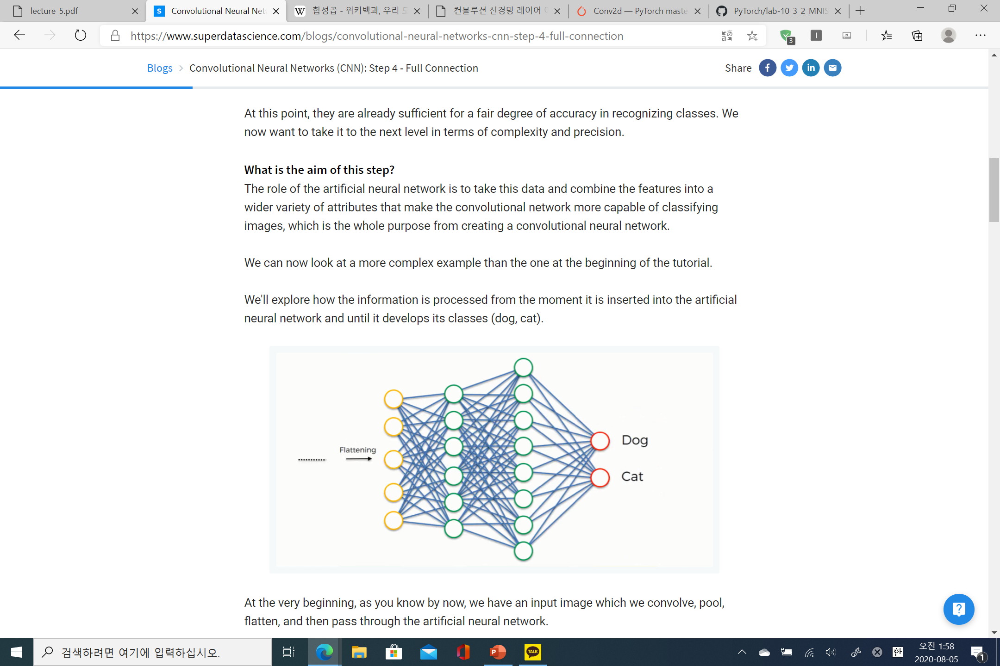 lecture_5.pdf
Convolutional Neural Net
합성곱 - 위키백과, 우리 모
컨볼루션 신경망 레이어 이
Conv2d — PyTorch maste
PyTorch/lab-10_3_2_MNIS
https://www.superdatascience.com/blogs/convolutional-neural-networks-cnn-step-4-full-connection
3
Blogs > Convolutional Neural Networks (CNN): Step 4 - Full Connection
Share
At this point, they are already sufficient for a fair degree of accuracy in recognizing classes. We
now want to take it to the next level in terms of complexity and precision.
What is the aim of this step?
The role of the artificial neural network is to take this data and combine the features into a
wider variety of attributes that make the convolutional network more capable of classifying
images, which is the whole purpose from creating a convolutional neural network.
We can now look at a more complex example than the one at the beginning of the tutorial.
We'll explore how the information is processed from the moment it is inserted into the artificial
neural network and until it develops its classes (dog, cat).
Flattening
Dog
Cat
At the very beginning, as you know by now, we have an input image which we convolve, pool,
flatten, and then pass through the artificial neural network.
검색하려면 여기에 입력하십시오.
TALK
한
오전 1:58
2020-08-05
1